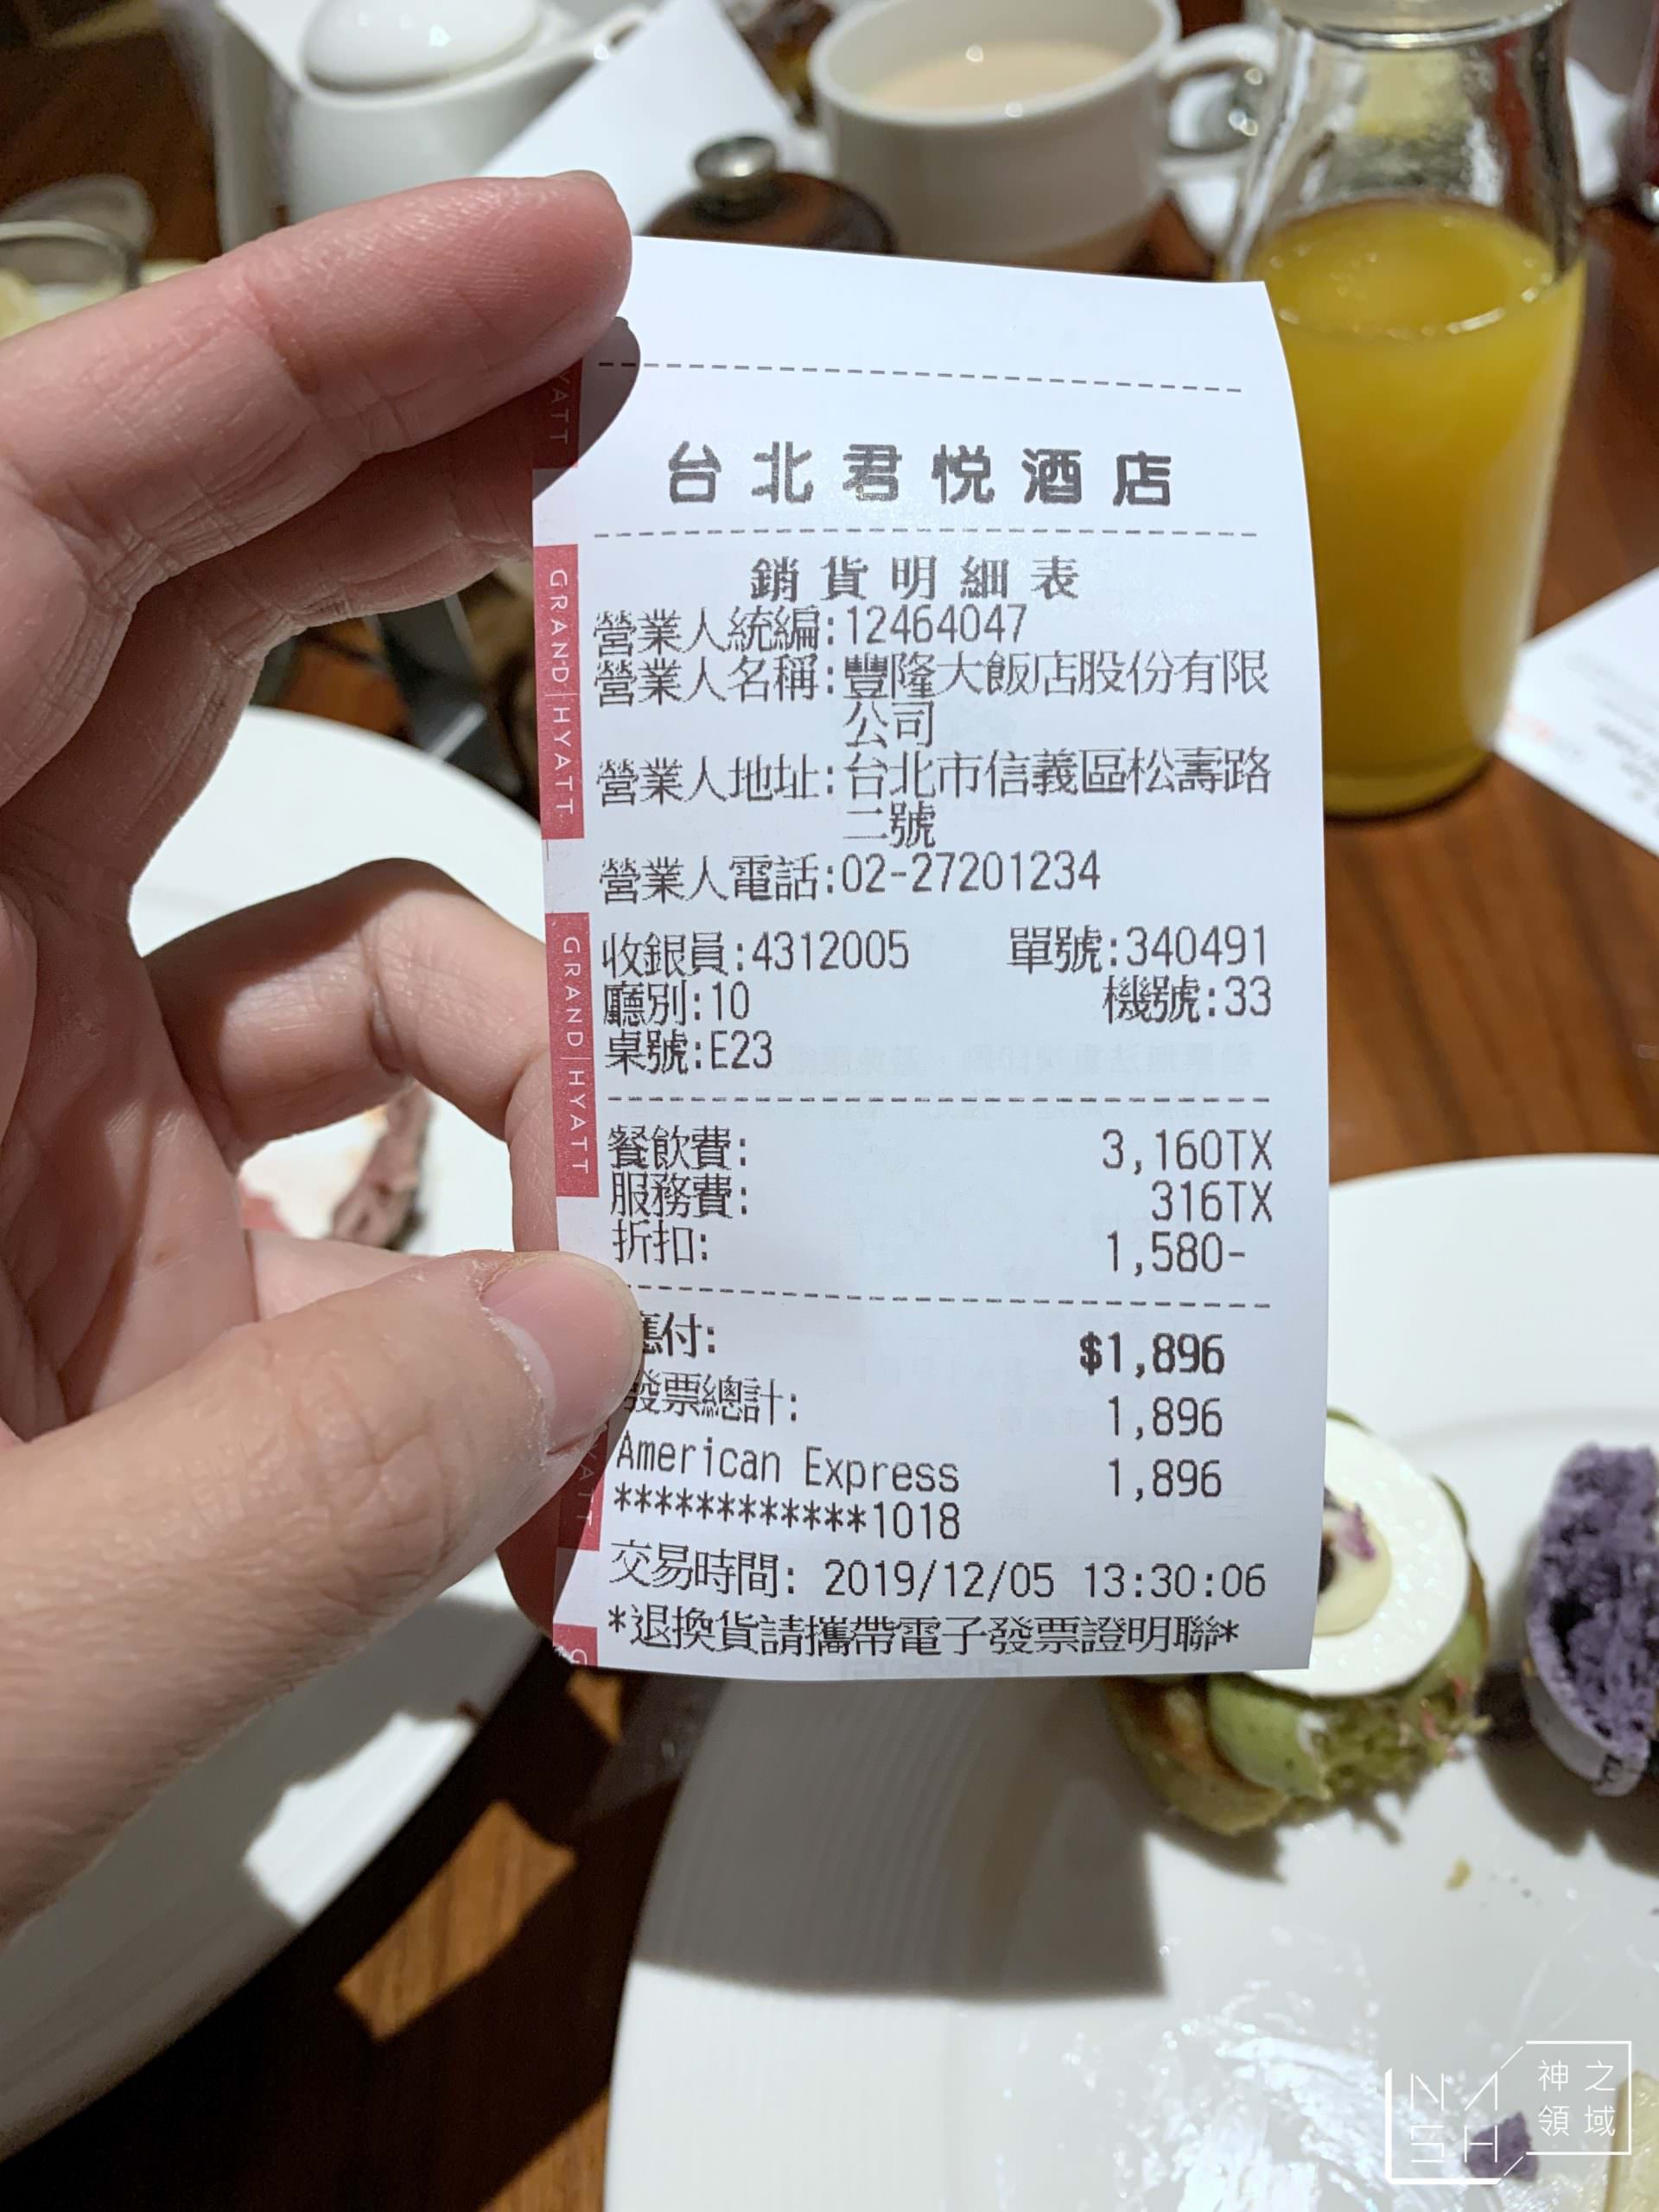 台北君悅酒店
銷貨明細表
營業人統編:12464047
營業人名稱:豐隆大飯店股份有限
公司
營業人地址:台北市信義區松壽路
二號
營業人電話:02-27201234
收銀員:4312005 單號:340491
廳別:10 機號:33
桌號:E23
餐飲費: 3,160TX
服務費: 316TX
折扣: 1,580-
應付: $1,896
發票總計: 1,896
American Express 1,896
************1018
交易時間: 2019/12/05 13:30:06
*退換貨請攜帶電子發票證明聯*
YATT
GRAND|HYATT
GRAND|HYATT
YATT
G
NASH
神之
領域